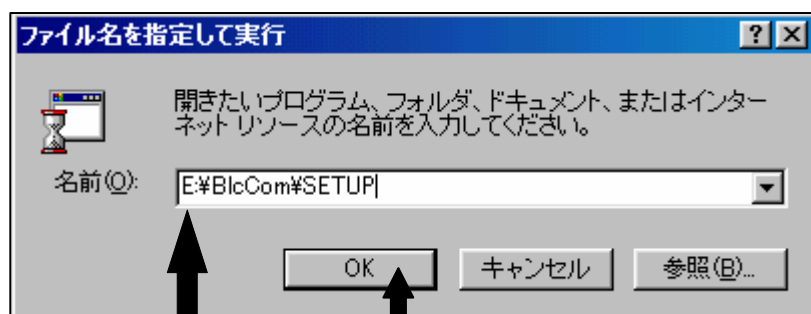 ファイル名を指定して実行
開きたいプログラム、フォルダ、ドキュメント、またはインター
ネット リソースの名前を入力してください。
名前(O): E:¥BlcCom¥SETUP
OK キャンセル 参照(B)...